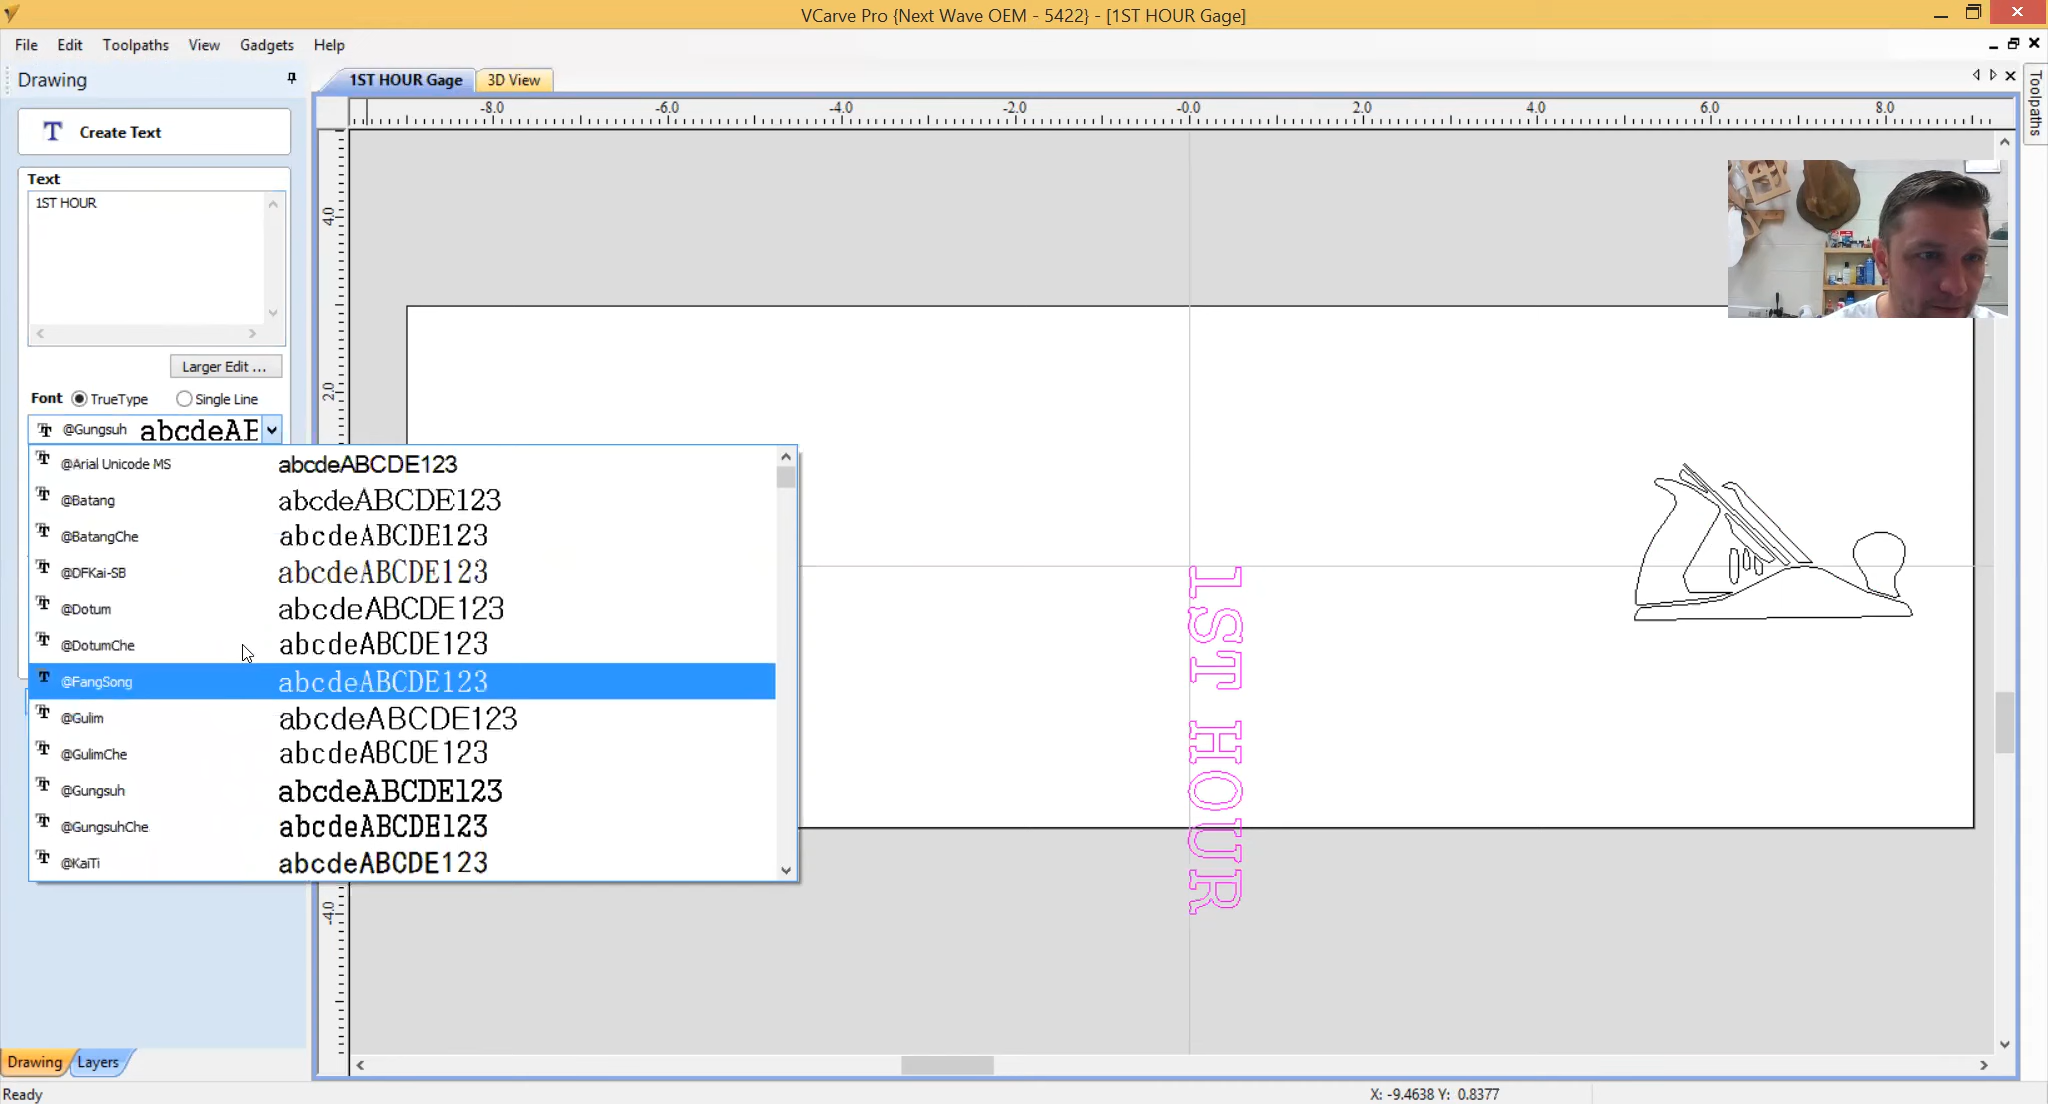 VCarve Pro {Next Wave OEM - 5422} - [1ST HOUR Gage]
File Edit Toolpaths View Gadgets Help
Drawing
1ST HOUR Gage 3D View
Toolpaths
-8.0 -6.0 -4.0 -2.0 -0.0 2.0 4.0 6.0 8.0
T Create Text
Text
1ST HOUR
4.0
Larger Edit ...
2.0
Font TrueType Single Line
@Gungsuh abcdeAB
@Arial Unicode MS abcdeABCDE123
@Batang abcdeABCDE123
@BatangChe abcdeABCDE123
@DFKai-SB abcdeABCDE123
@Dotum abcdeABCDE123
@DotumChe abcdeABCDE123
@FangSong abcdeABCDE123
@Gulim abcdeABCDE123
@GulimChe abcdeABCDE123
@Gungsuh abcdeABCDE123
@GungsuhChe abcdeABCDE123
@KaiTi abcdeABCDE123
1ST HOUR
-4.0
Drawing Layers
Ready
X: -9.4638 Y: 0.8377